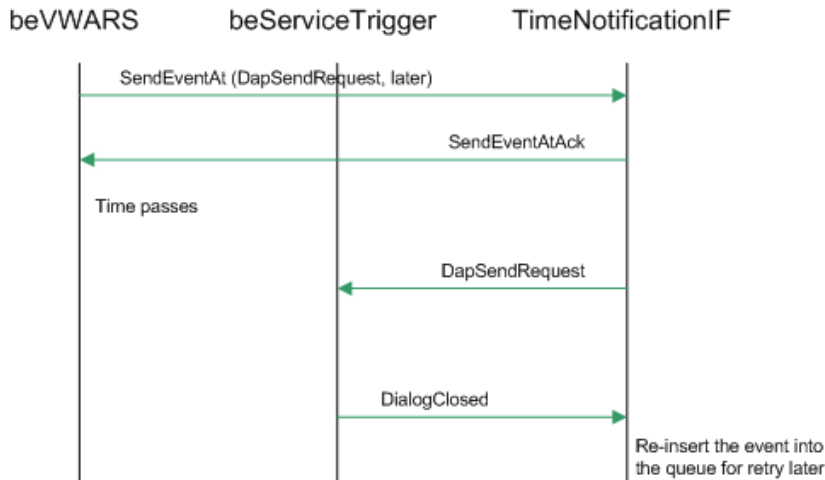 beVWARS
beServiceTrigger
TimeNotificationIF
SendEventAt (DapSendRequest, later)
SendEventAtAck
Time passes
DapSendRequest
DialogClosed
Re-insert the event into
the queue for retry later